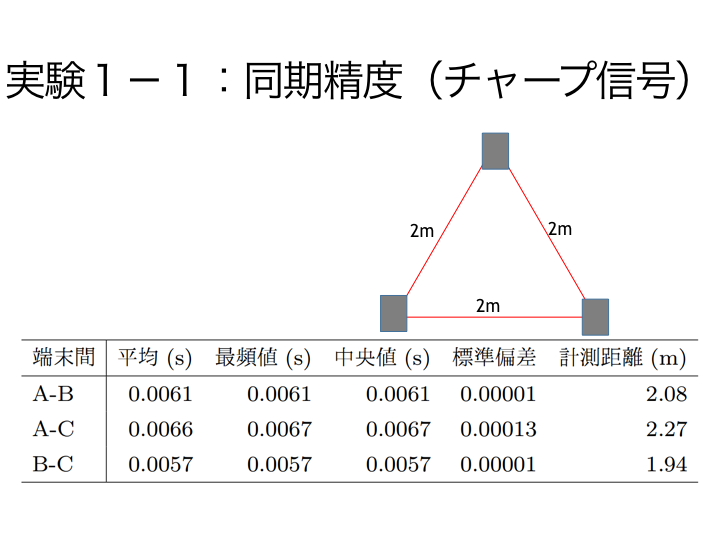 実験１－１：同期精度（チャープ信号）
2m
2m
2m
端末間 平均 (s) 最頻値 (s) 中央値 (s) 標準偏差 計測距離 (m)
A-B 0.0061 0.0061 0.0061 0.00001 2.08
A-C 0.0066 0.0067 0.0067 0.00013 2.27
B-C 0.0057 0.0057 0.0057 0.00001 1.94